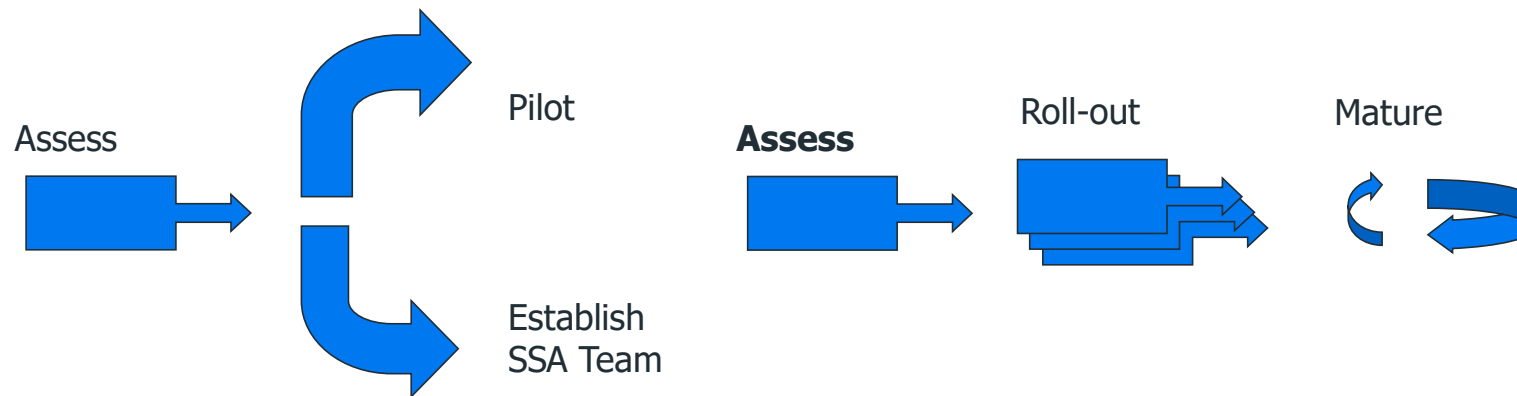 Assess
Pilot
Establish
SSA Team
Assess
Roll-out
Mature